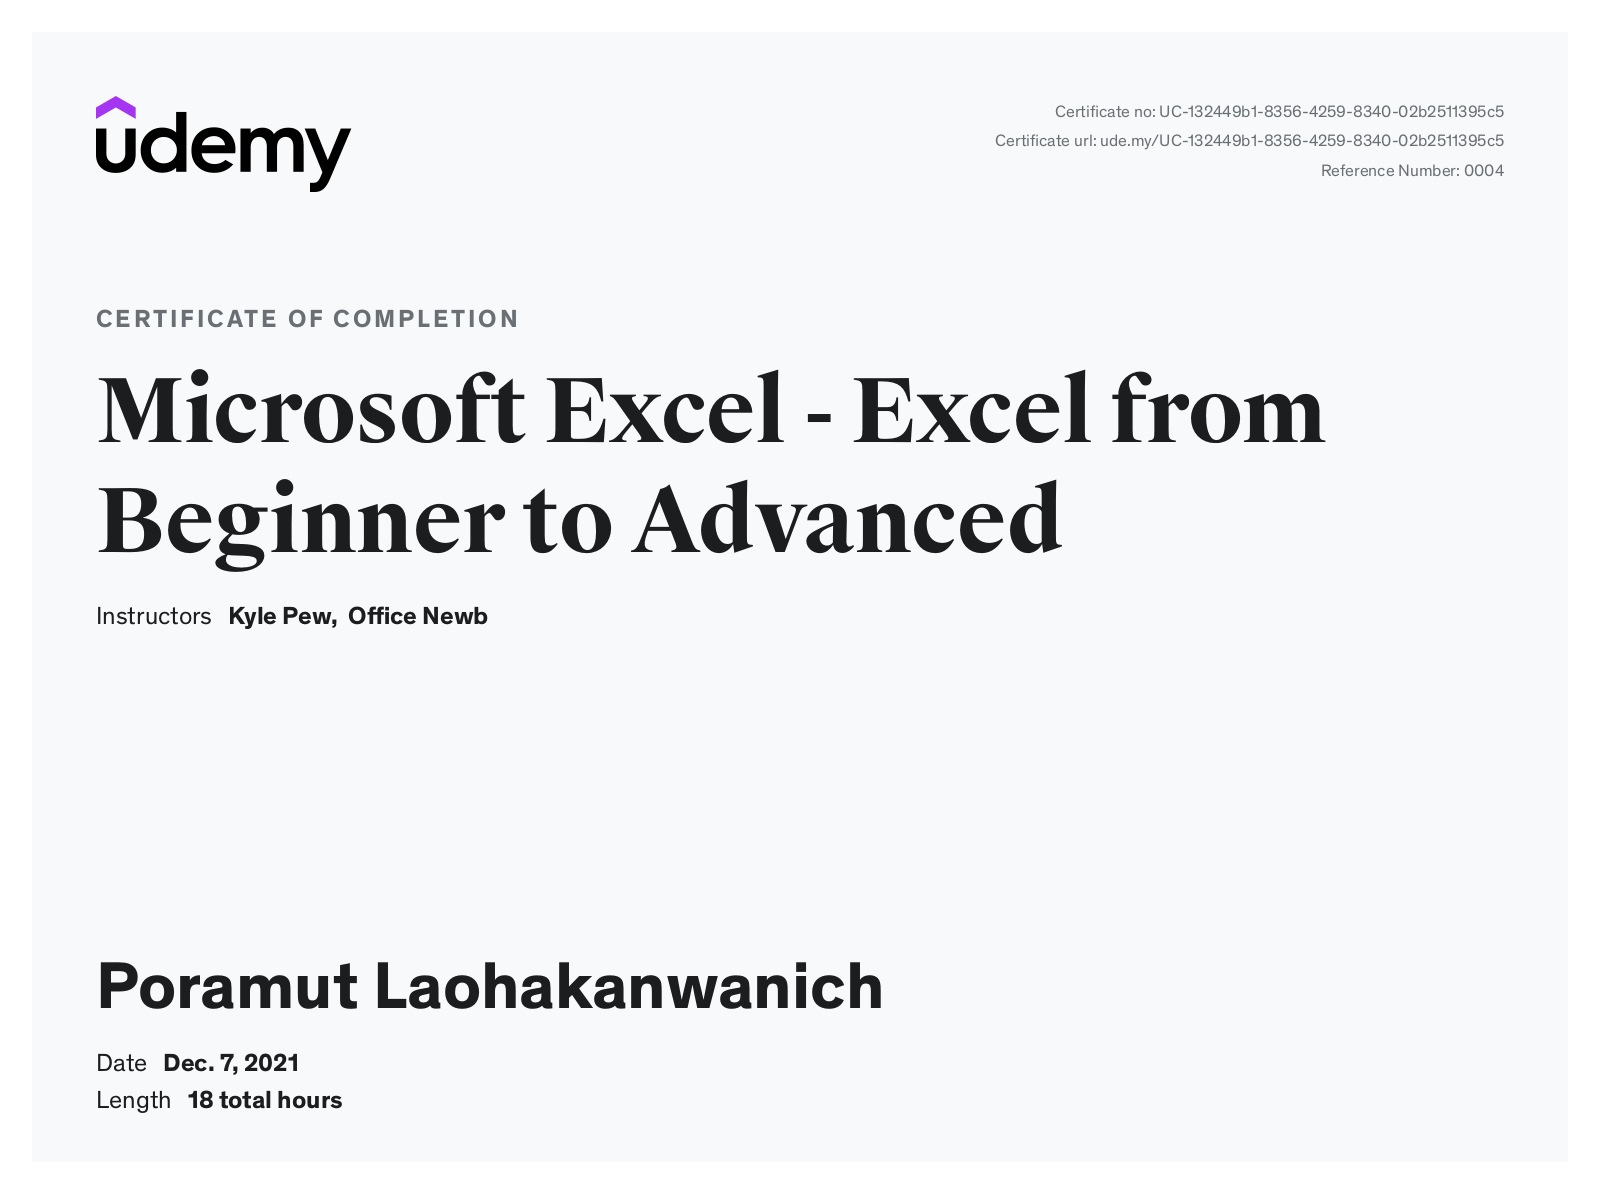 udemy
Certificate no: UC-132449b1-8356-4259-8340-02b2511395c5
Certificate url: ude.my/UC-132449b1-8356-4259-8340-02b2511395c5
Reference Number: 0004
CERTIFICATE OF COMPLETION
Microsoft Excel - Excel from
Beginner to Advanced
Instructors Kyle Pew, Office Newb
Poramut Laohakanwanich
Date Dec. 7, 2021
Length 18 total hours